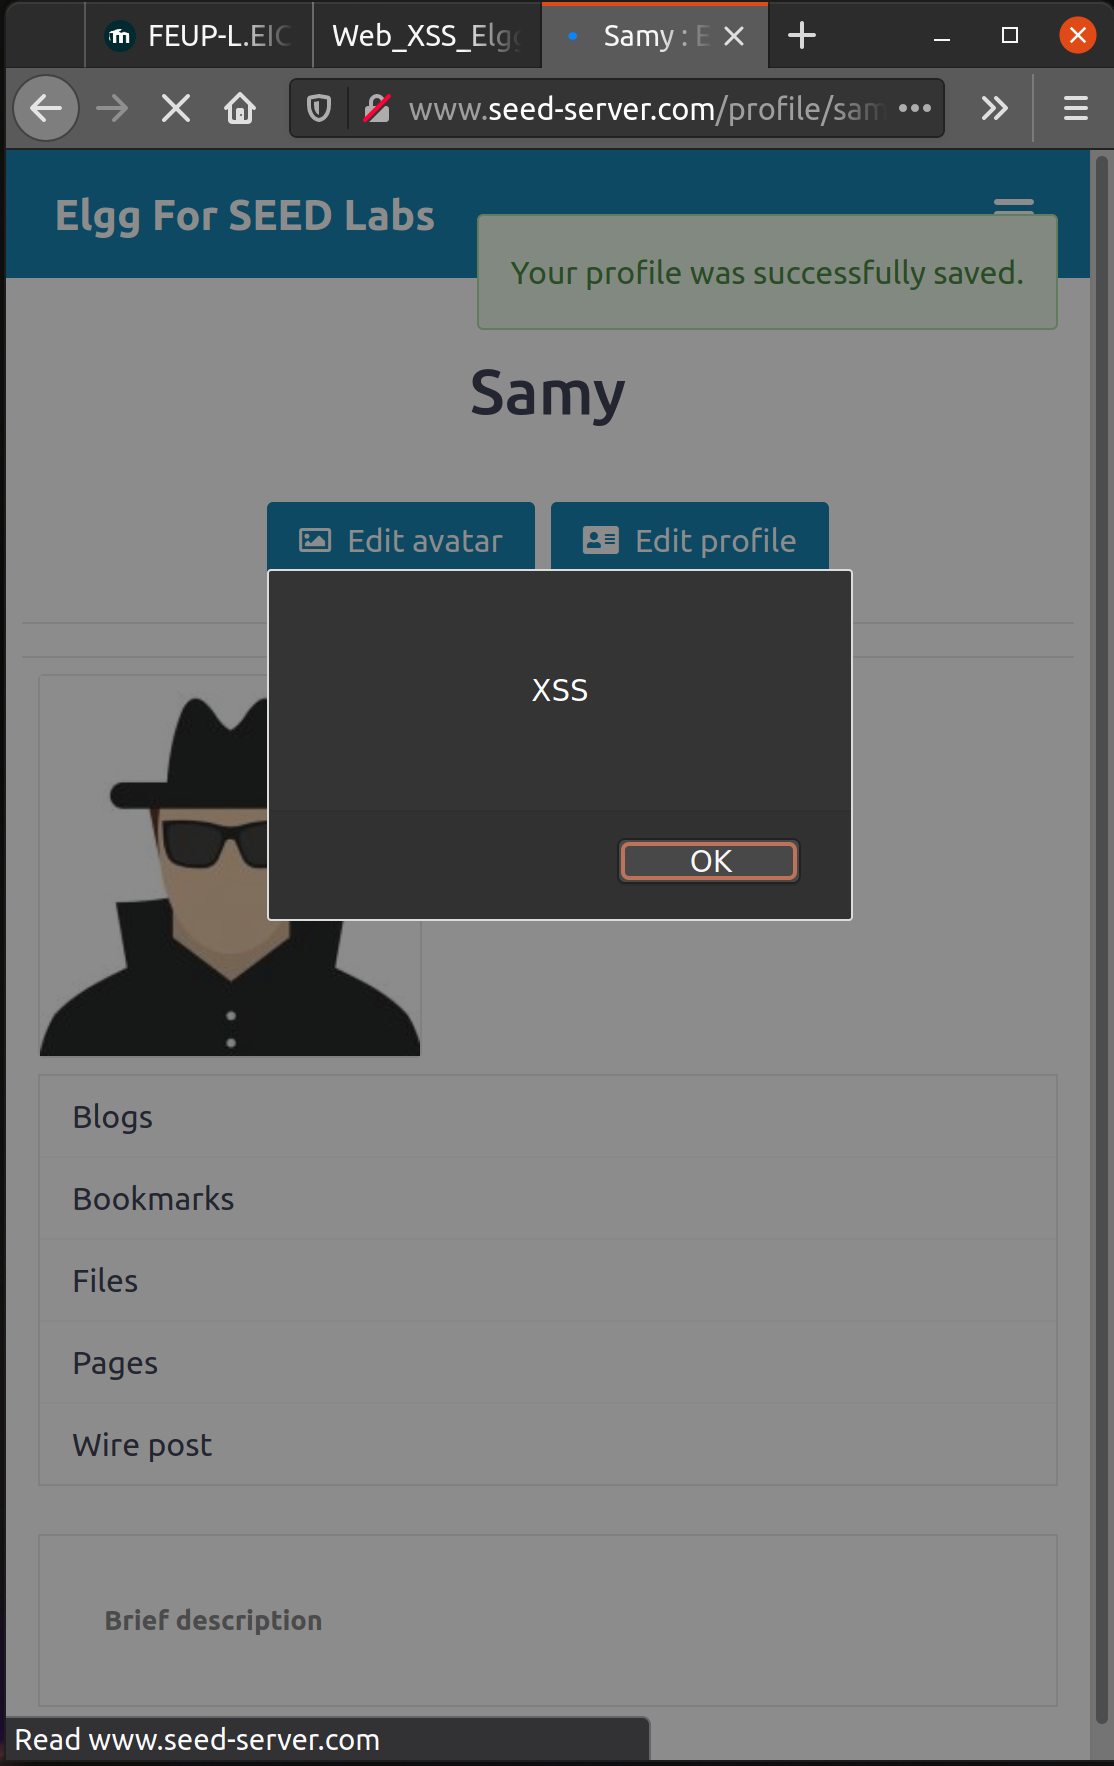 FEUP-L.EIC
Web_XSS_Elgg
Samy : E
www.seed-server.com/profile/sam
Elgg For SEED Labs
Your profile was successfully saved.
Samy
Edit avatar
Edit profile
XSS
OK
Blogs
Bookmarks
Files
Pages
Wire post
Brief description
Read www.seed-server.com